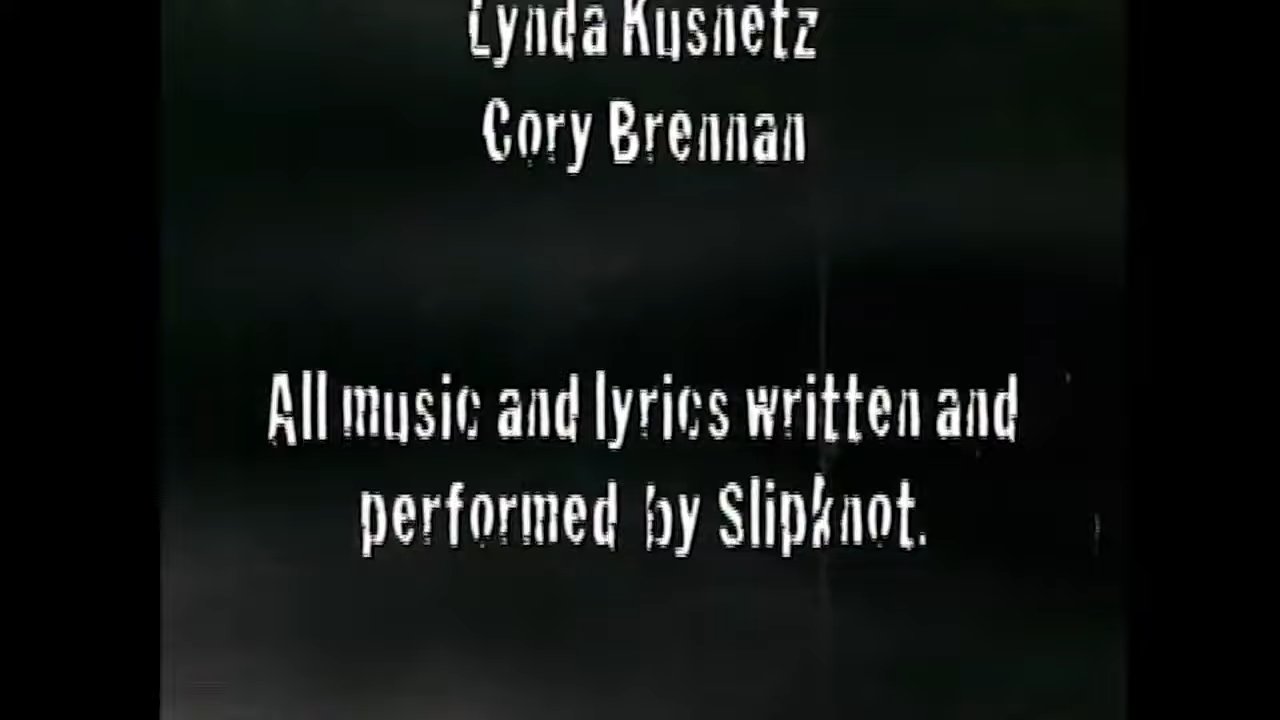 Lynda Kusnetz
Cory Brennan
All music and lyrics written and
performed by Slipknot.